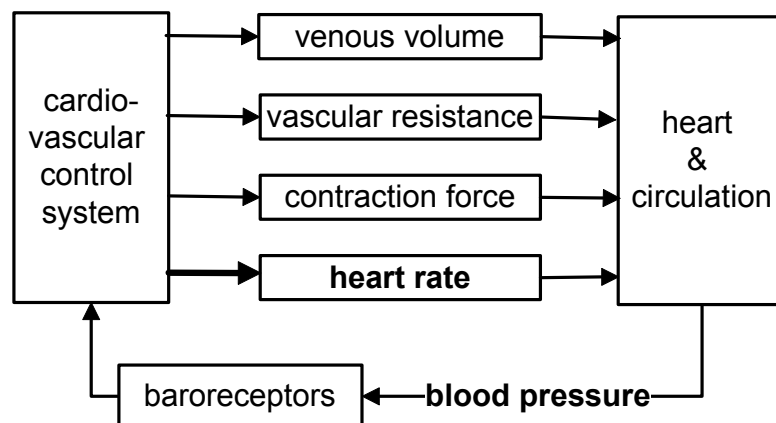 cardio-
vascular
control
system
venous volume
vascular resistance
contraction force
heart rate
heart
&
circulation
baroreceptors
blood pressure